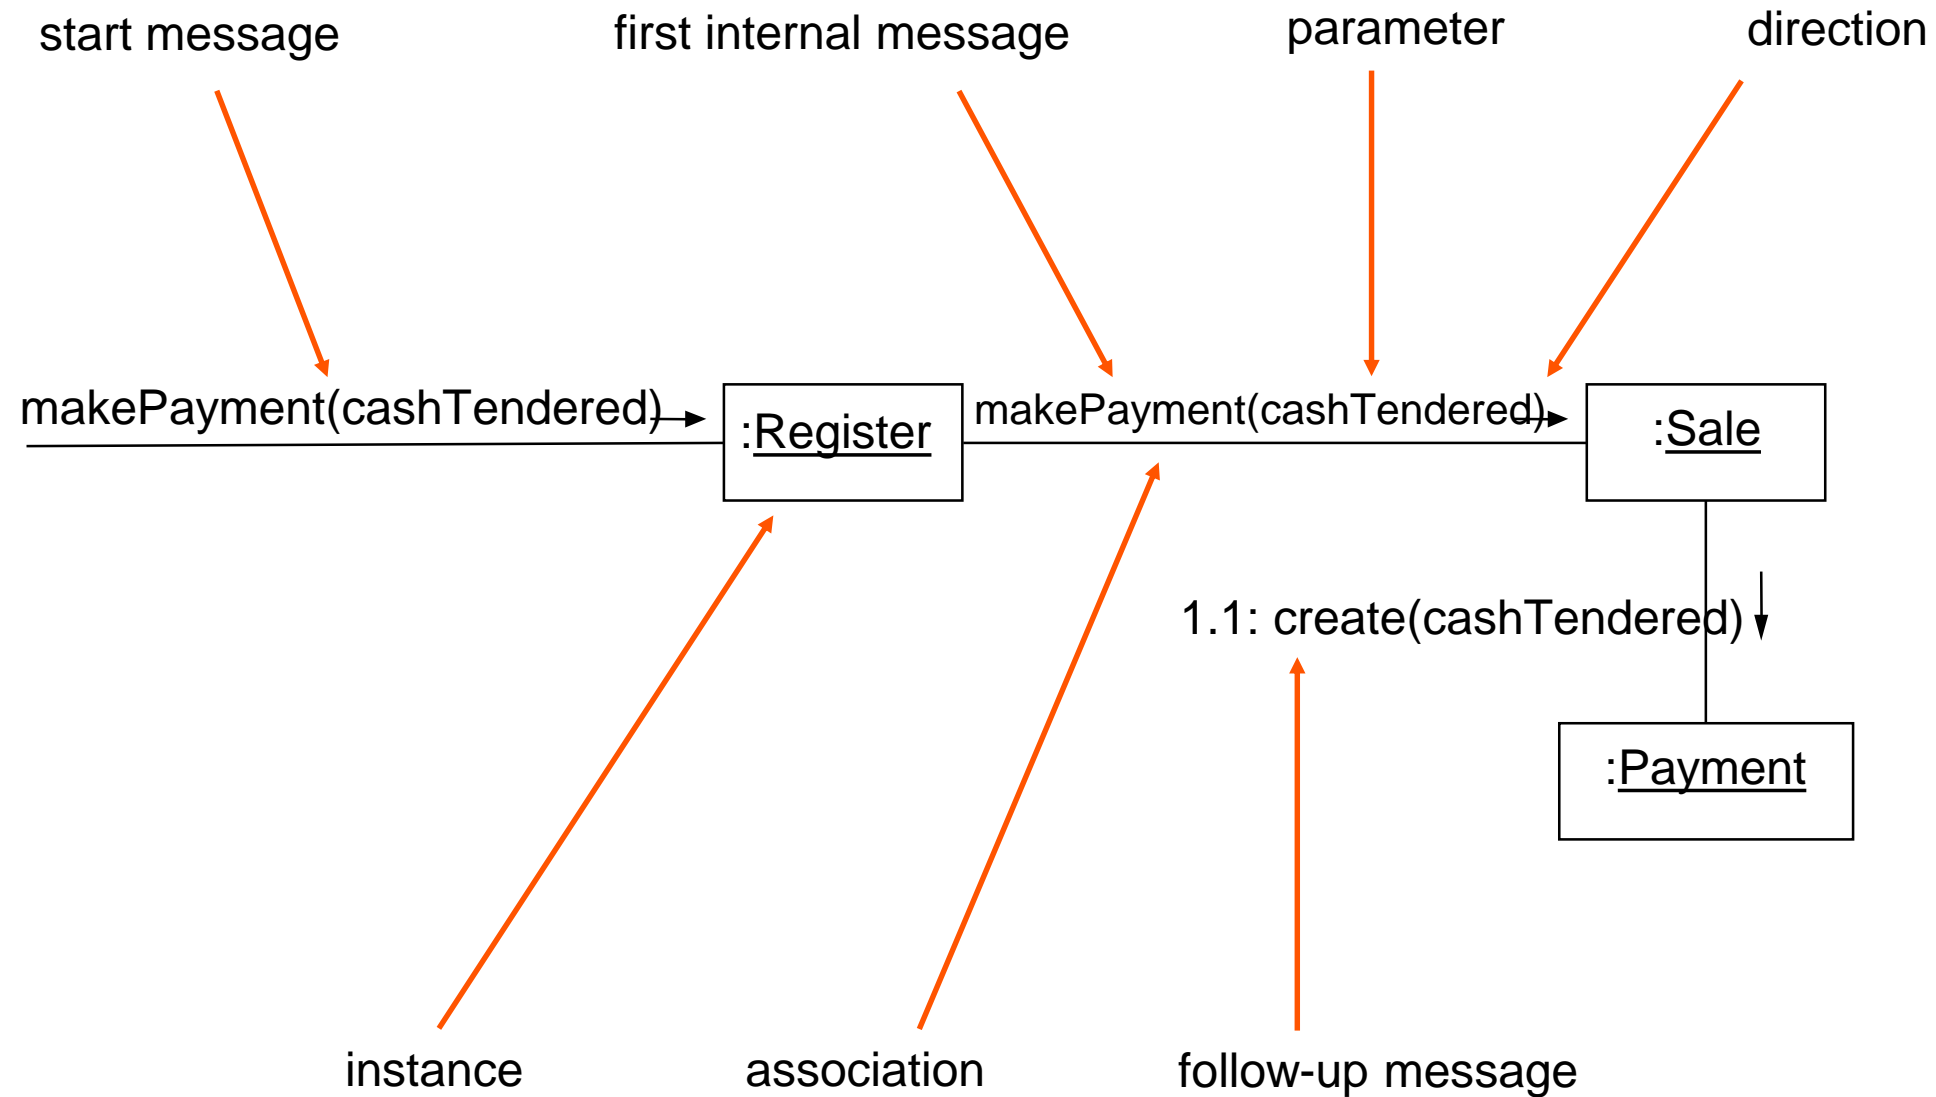 start message
first internal message
parameter
direction
makePayment(cashTendered)
:Register
makePayment(cashTendered)
:Sale
1.1: create(cashTendered)
:Payment
instance
association
follow-up message